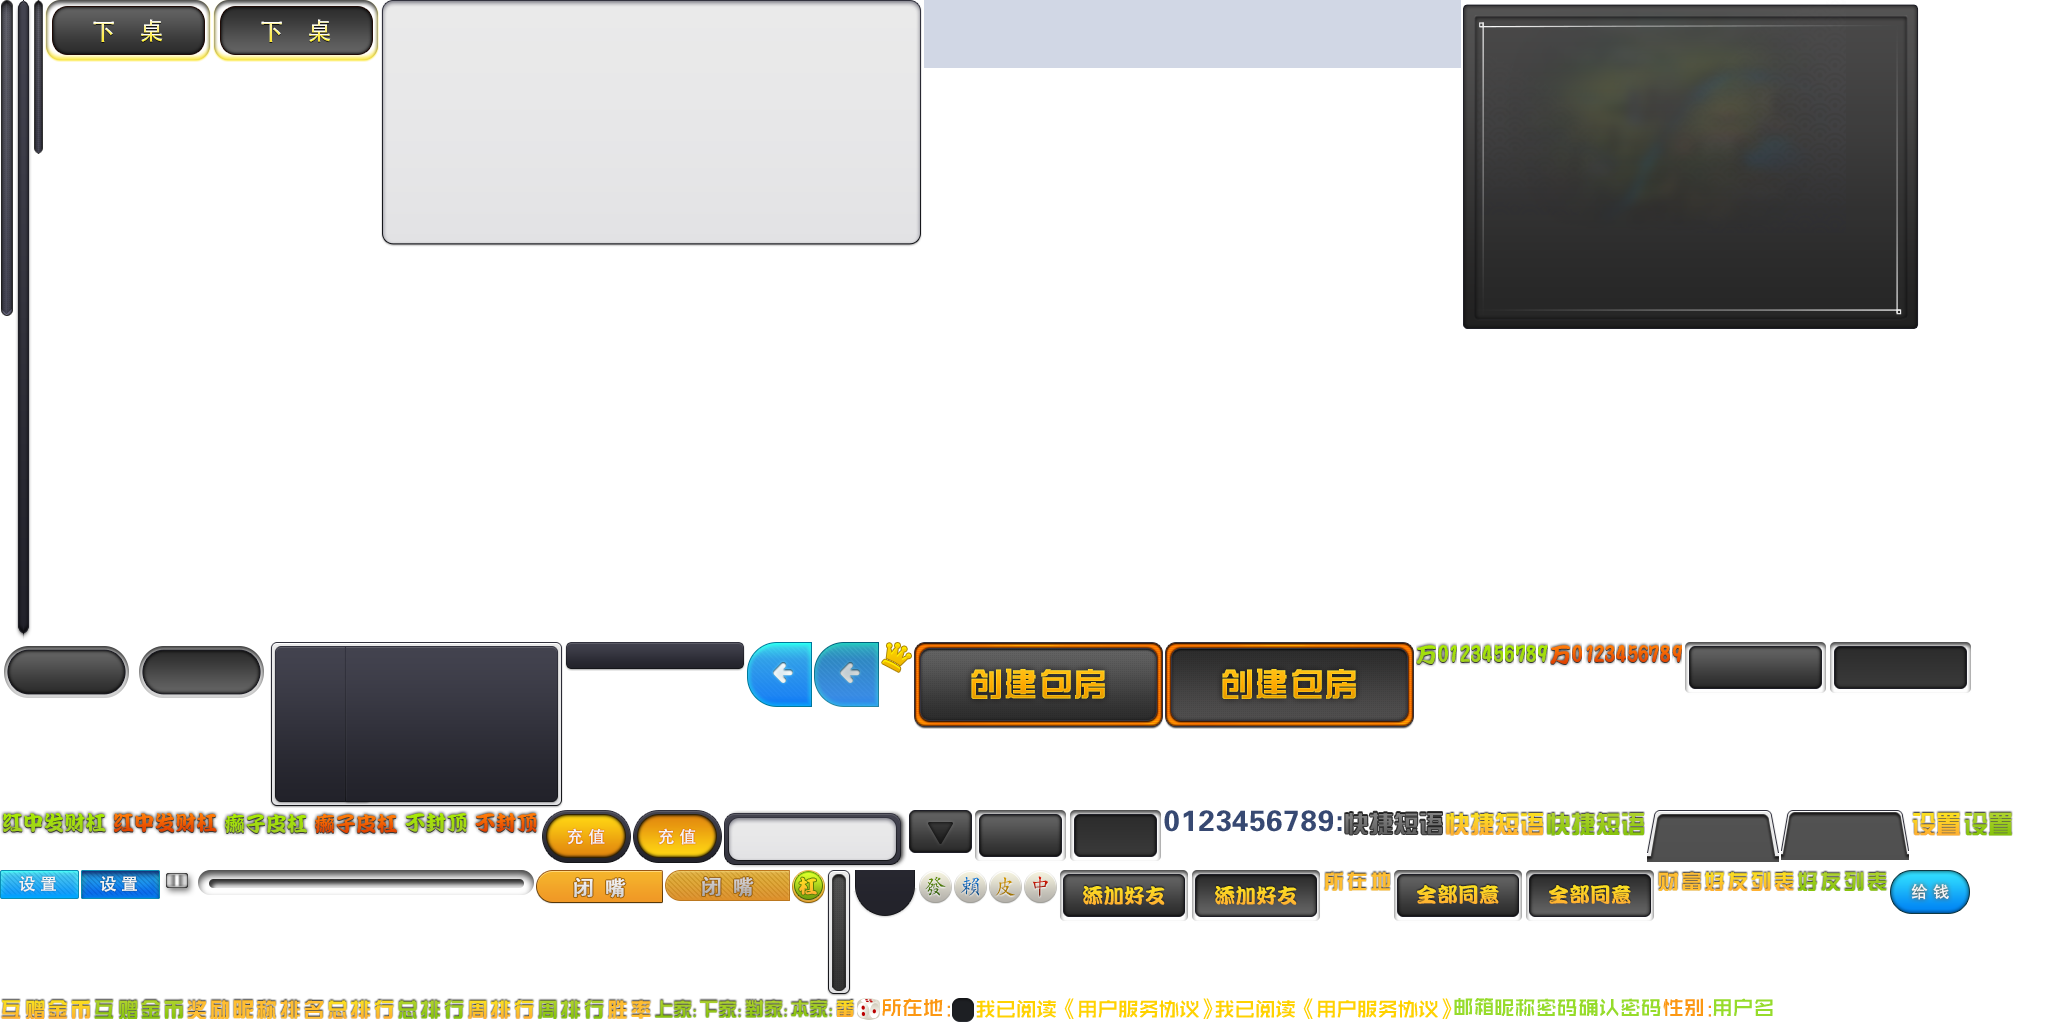 下 桌 下 桌
创建包房 创建包房 万0123456789 万0123456789
红中发财杠 红中发财杠 癞子皮杠 癞子皮杠 不封顶 不封顶 充值 充值 0123456789: 快捷短语 快捷短语 快捷短语 设置 设置
设置 设置 闭嘴 闭嘴 杠 發 賴 皮 中 添加好友 添加好友 所在地 全部同意 全部同意 财富 好友列表 好友列表 给钱
互赠金币 互赠金币 奖励 昵称 排名 总排行 总排行 周排行 周排行 胜率 上家: 下家: 对家: 本家: 番 所在地: 我已阅读《用户服务协议》 我已阅读《用户服务协议》 邮箱 昵称 密码 确认密码 性别: 用户名